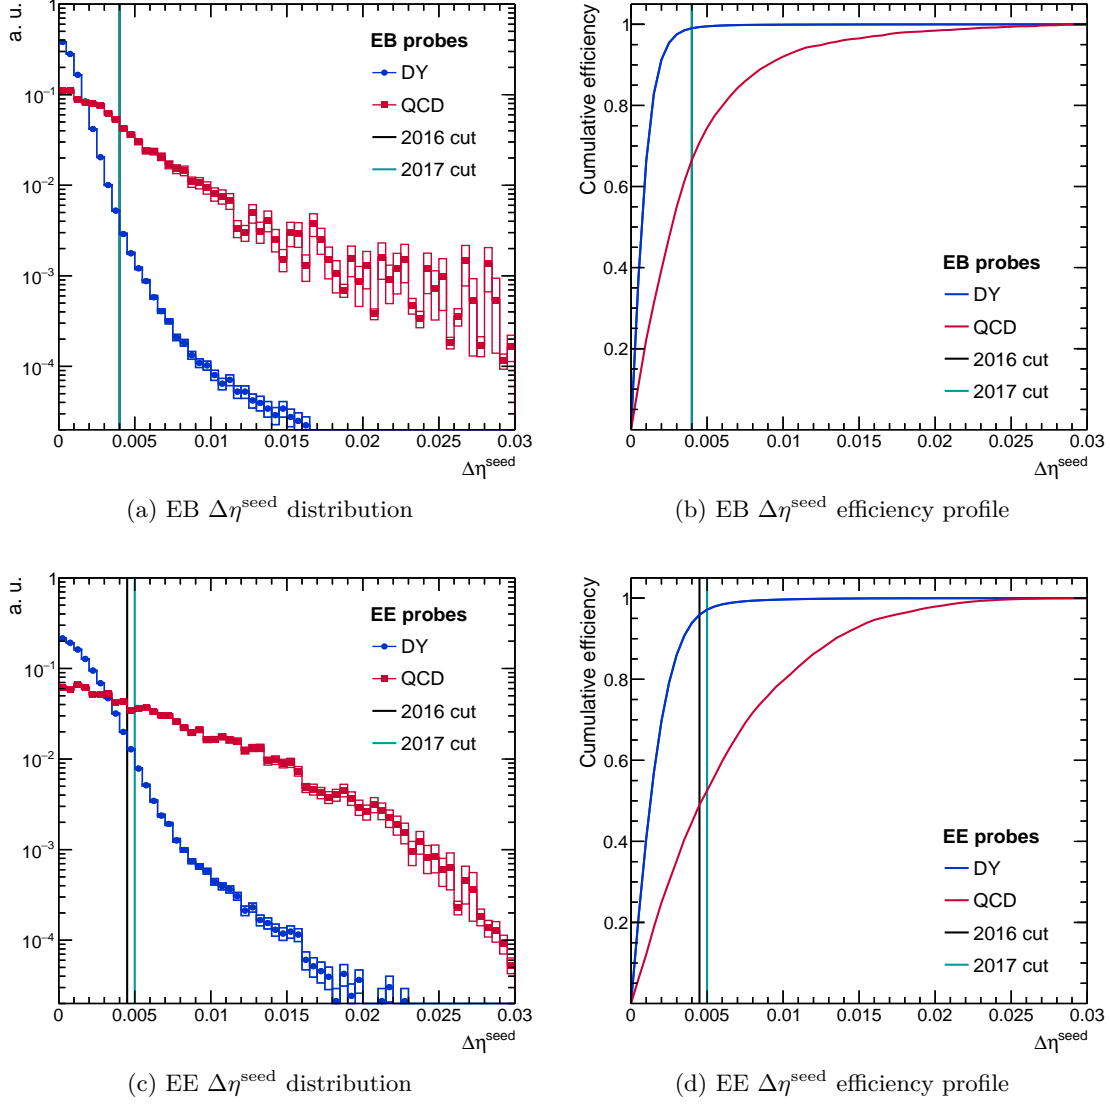 a. u.
1
10⁻¹
10⁻²
10⁻³
10⁻⁴
EB probes
DY
QCD
2016 cut
2017 cut
0 0.005 0.01 0.015 0.02 0.025 0.03
Δη^seed
(a) EB Δη^seed distribution
Cumulative efficiency
1
0.8
0.6
0.4
0.2
EB probes
DY
QCD
2016 cut
2017 cut
0 0.005 0.01 0.015 0.02 0.025 0.03
Δη^seed
(b) EB Δη^seed efficiency profile
a. u.
1
10⁻¹
10⁻²
10⁻³
10⁻⁴
EE probes
DY
QCD
2016 cut
2017 cut
0 0.005 0.01 0.015 0.02 0.025 0.03
Δη^seed
(c) EE Δη^seed distribution
Cumulative efficiency
1
0.8
0.6
0.4
0.2
EE probes
DY
QCD
2016 cut
2017 cut
0 0.005 0.01 0.015 0.02 0.025 0.03
Δη^seed
(d) EE Δη^seed efficiency profile